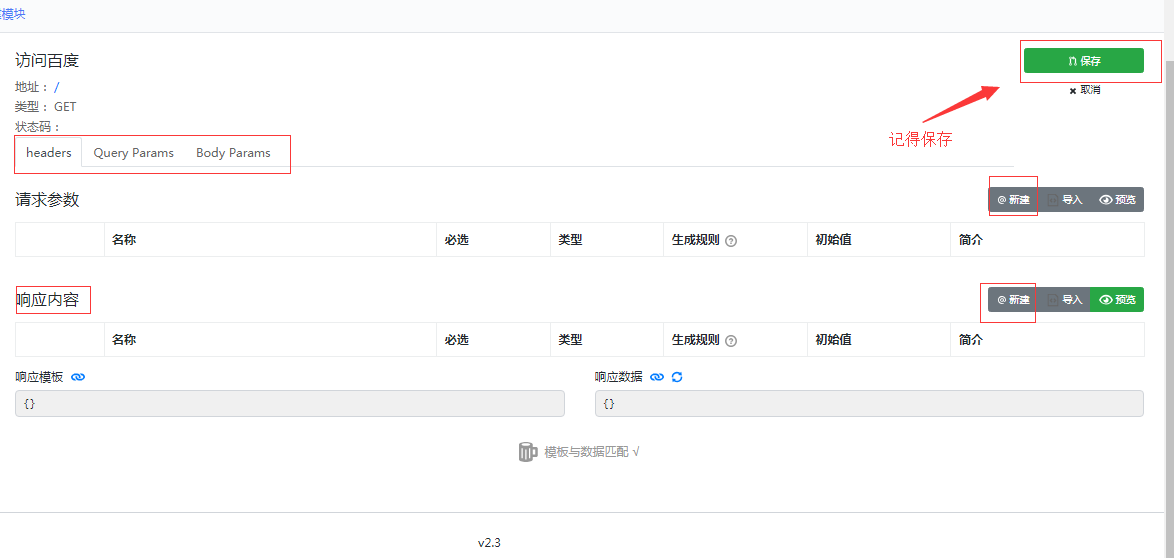 模块
访问百度
保存
取消
地址： /
类型： GET
状态码：
记得保存
headers Query Params Body Params
请求参数
@ 新建 导入 预览
名称 必选 类型 生成规则 ? 初始值 简介
响应内容
@ 新建 导入 预览
名称 必选 类型 生成规则 ? 初始值 简介
响应模板 响应数据
{} {}
模板与数据匹配 √
v2.3